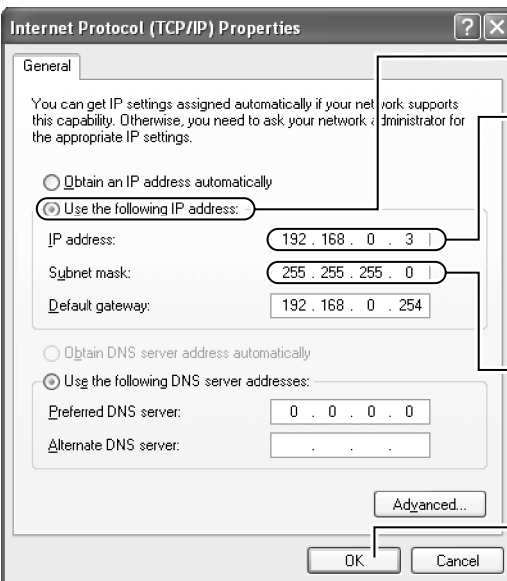 Internet Protocol (TCP/IP) Properties
General
You can get IP settings assigned automatically if your network supports
this capability. Otherwise, you need to ask your network administrator for
the appropriate IP settings.
Obtain an IP address automatically
Use the following IP address:
IP address: 192 . 168 . 0 . 3
Subnet mask: 255 . 255 . 255 . 0
Default gateway: 192 . 168 . 0 . 254
Obtain DNS server address automatically
Use the following DNS server addresses:
Preferred DNS server: 0 . 0 . 0 . 0
Alternate DNS server: . . .
Advanced...
OK Cancel